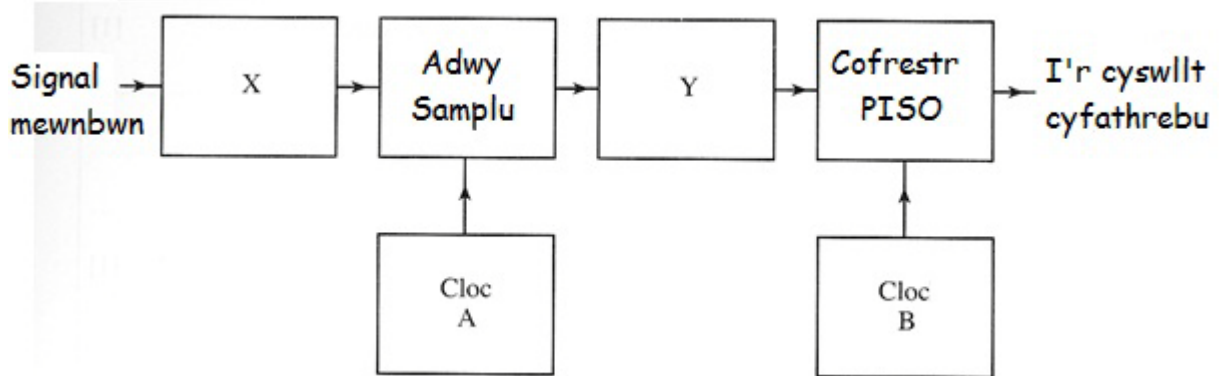 Signal
mewnbwn
X
Adwy
Samplu
Y
Cofrestr
PISO
I'r cyswllt
cyfathrebu
Cloc
A
Cloc
B